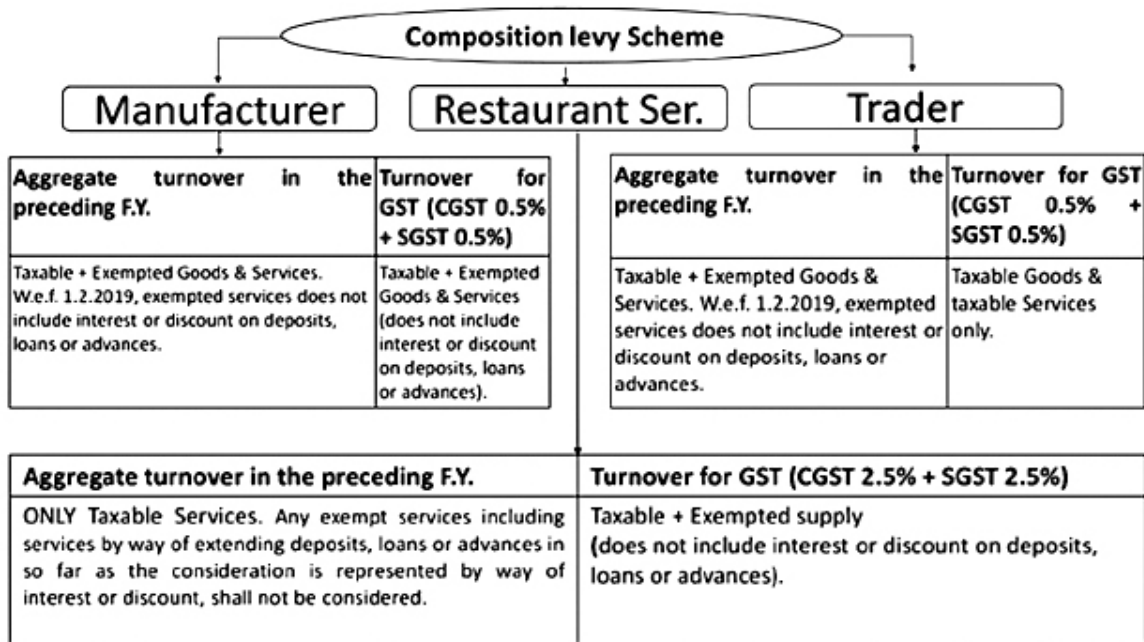 Composition levy Scheme
Manufacturer
Restaurant Ser.
Trader
Aggregate turnover in the
preceding F.Y.
Turnover for
GST (CGST 0.5%
+ SGST 0.5%)
Taxable + Exempted Goods & Services.
W.e.f. 1.2.2019, exempted services does not
include interest or discount on deposits,
loans or advances.
Taxable + Exempted
Goods & Services
(does not include
interest or discount
on deposits, loans
or advances).
Aggregate turnover in the
preceding F.Y.
Turnover for GST
(CGST 0.5% +
SGST 0.5%)
Taxable + Exempted Goods &
Services. W.e.f. 1.2.2019, exempted
services does not include interest or
discount on deposits, loans or
advances.
Taxable Goods &
taxable Services
only.
Aggregate turnover in the preceding F.Y.
Turnover for GST (CGST 2.5% + SGST 2.5%)
ONLY Taxable Services. Any exempt services including
services by way of extending deposits, loans or advances in
so far as the consideration is represented by way of
interest or discount, shall not be considered.
Taxable + Exempted supply
(does not include interest or discount on deposits,
loans or advances).